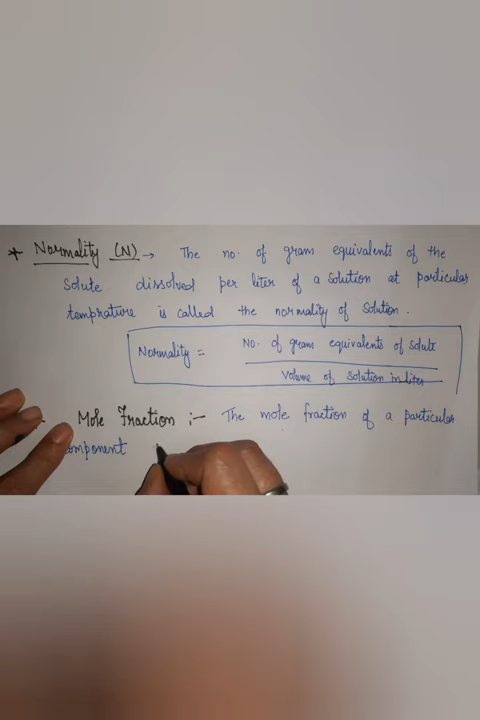 * Normality (N) → The no. of gram equivalents of the
solute dissolved per liter of a solution at particular
temprature is called the normality of solution.
Normality = No. of gram equivalents of solute
Volume of solution in liter
Mole Fraction :- The mole fraction of a particular
omponent